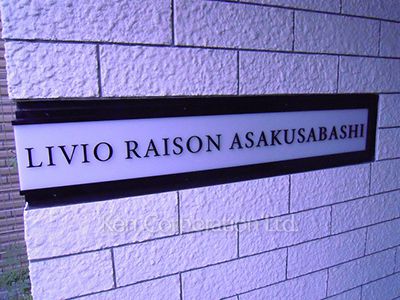 LIVIO RAISON ASAKUSABASHI
Ken Corporation Ltd.